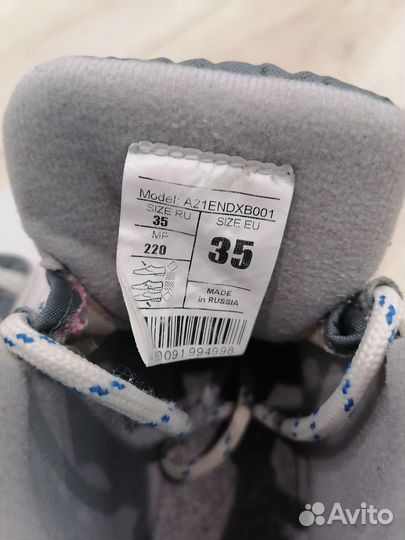 Model: A21ENDXB001
SIZE RU
35
MP
220
SIZE EU
35
MADE
in RUSSIA
0091994998
Avito